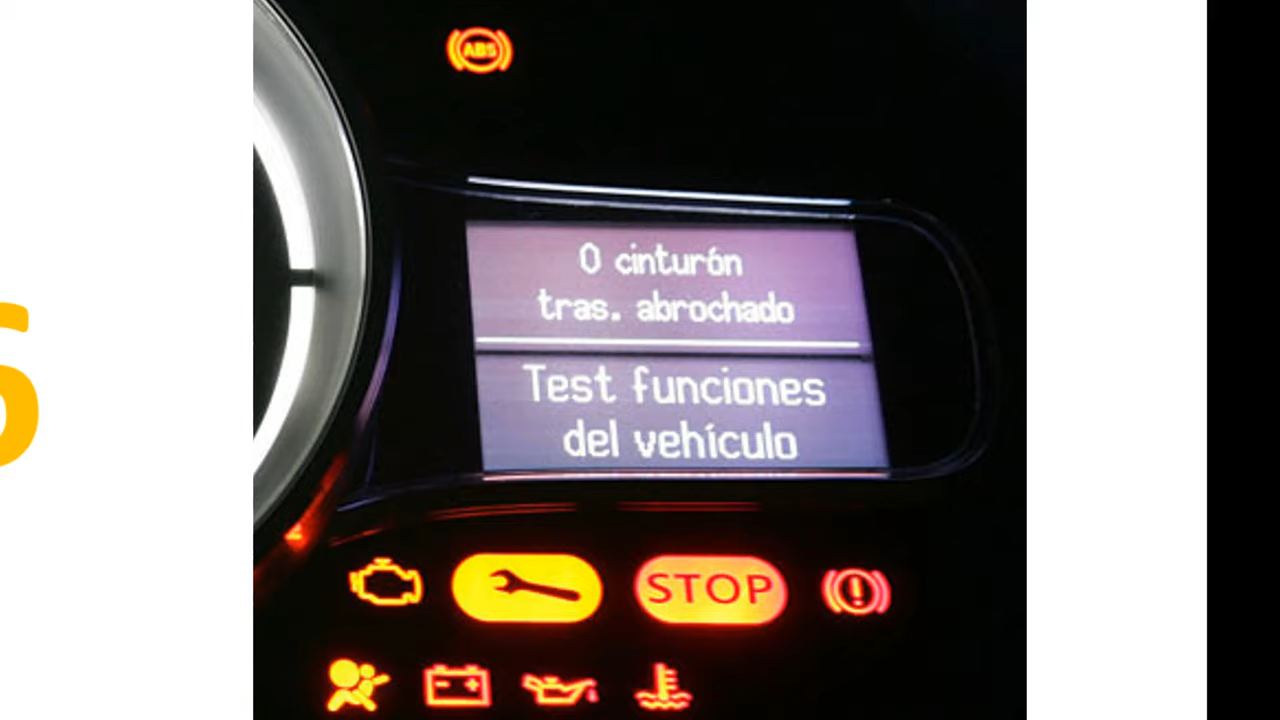 ABS
0 cinturón
tras. abrochado
Test funciones
del vehículo
STOP